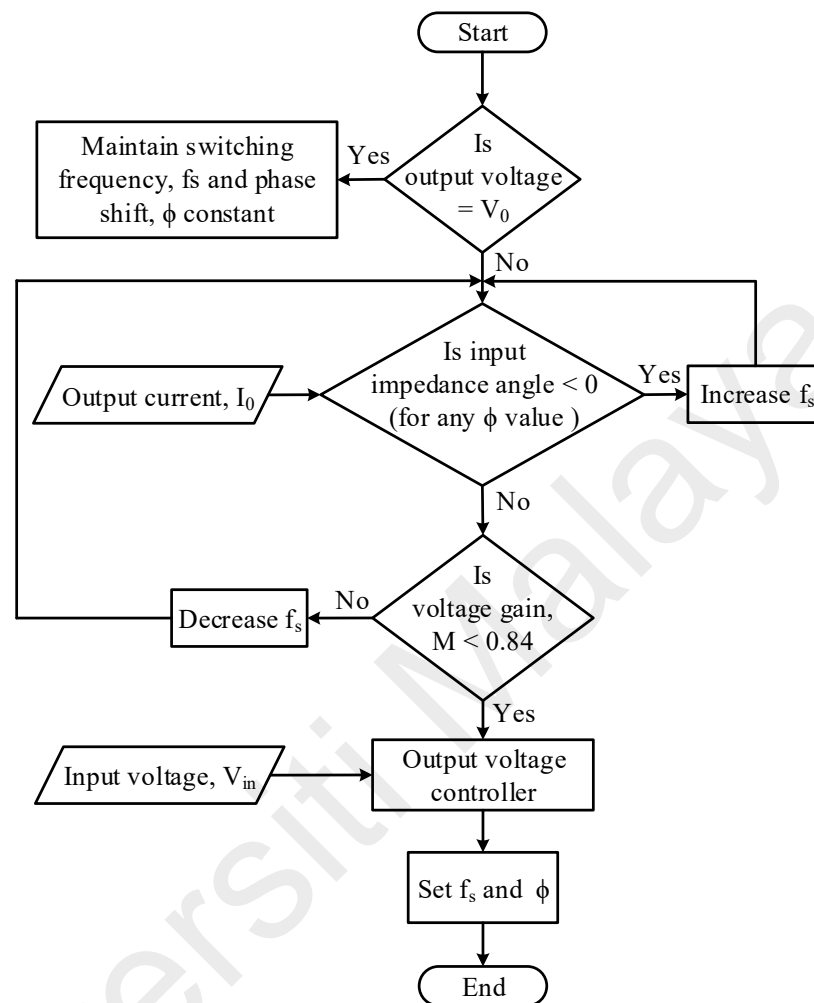 Start
Is
output voltage
= V₀
Yes
Maintain switching
frequency, fs and phase
shift, ϕ constant
No
Is input
impedance angle < 0
(for any ϕ value )
Output current, I₀
Yes
Increase fₛ
No
Is
voltage gain,
M < 0.84
No
Decrease fₛ
Yes
Input voltage, Vᵢₙ
Output voltage
controller
Set fₛ and ϕ
End
ersiti Malaya